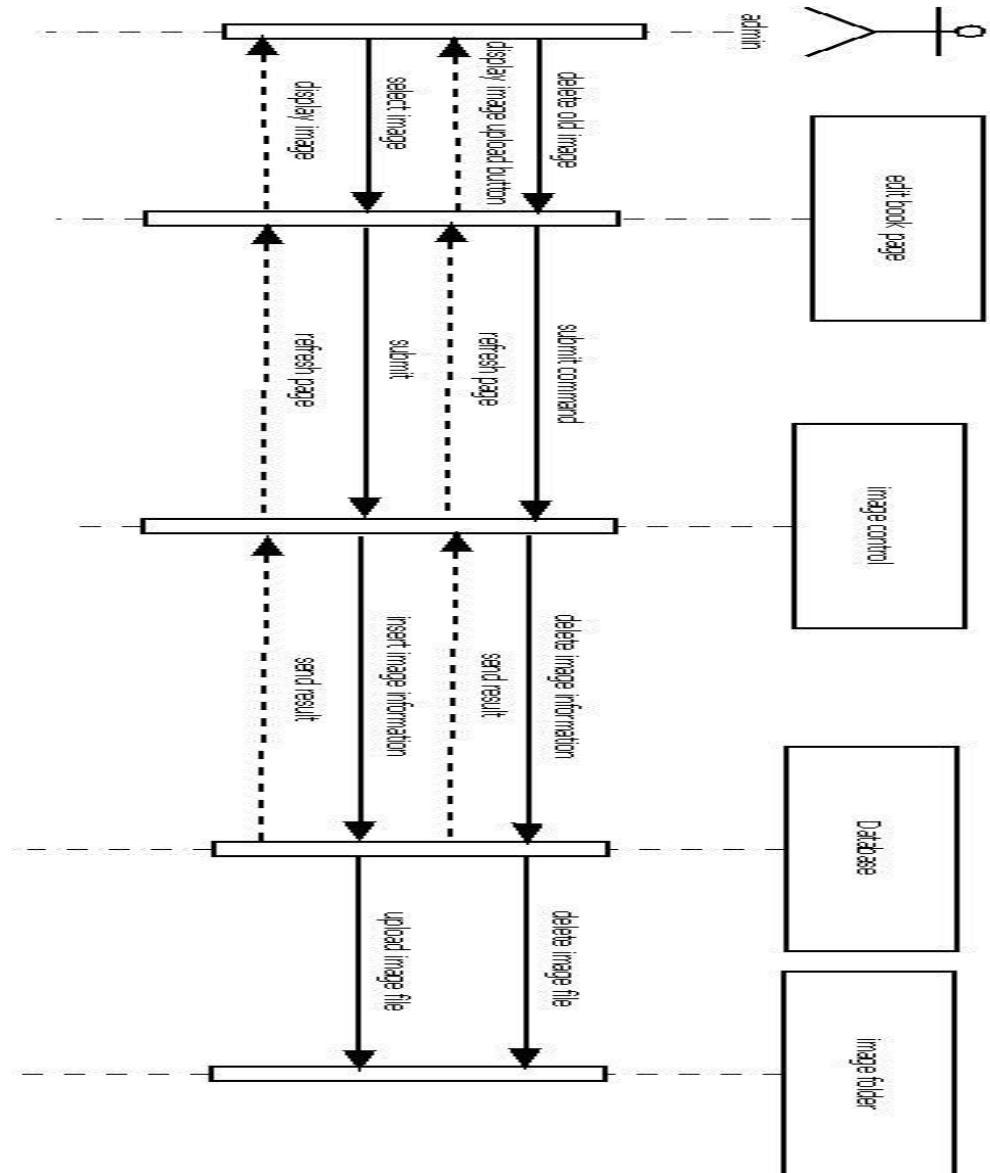 admin
edit book page
image control
Database
image folder
delete old image
submit command
delete image information
delete image file
send result
refresh page
display image upload button
select image
submit
insert image information
upload image file
send result
refresh page
display image